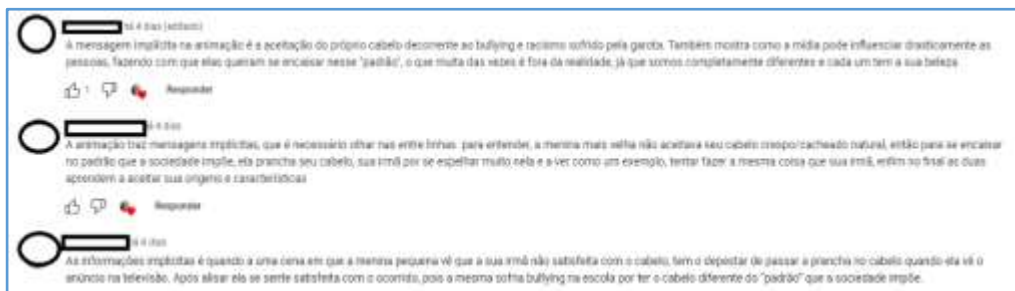 há 4 dias (editado)
A mensagem implícita na animação é a aceitação do próprio cabelo decorrente ao bullying e racismo sofrido pela garota. Também mostra como a mídia pode influenciar drasticamente as
pessoas, fazendo com que elas queiram se encaixar nesse "padrão", o que muita das vezes é fora da realidade, já que somos completamente diferentes e cada um tem a sua beleza
1 Responder
há 4 dias
A animação traz mensagens implícitas, que é necessário olhar nas entre linhas para entender, a menina mais velha não aceitava seu cabelo crespo/cacheado natural, então para se encaixar
no padrão que a sociedade impõe, ela prancha seu cabelo, sua irmã por se espelhar muito nela e a ver como um exemplo, tentar fazer a mesma coisa que sua irmã, enfim no final as duas
aprendem a aceitar sua origens e características
Responder
há 4 dias
As informações implícitas é quando a uma cena em que a menina pequena vê que a sua irmã não satisfeita com o cabelo, tem o depostar de passar a prancha no cabelo quando ela vê o
anúncio na televisão. Após alisar ela se sente satisfeita com o ocorrido, pois a mesma sofria bullying na escola por ter o cabelo diferente do "padrão" que a sociedade impõe.